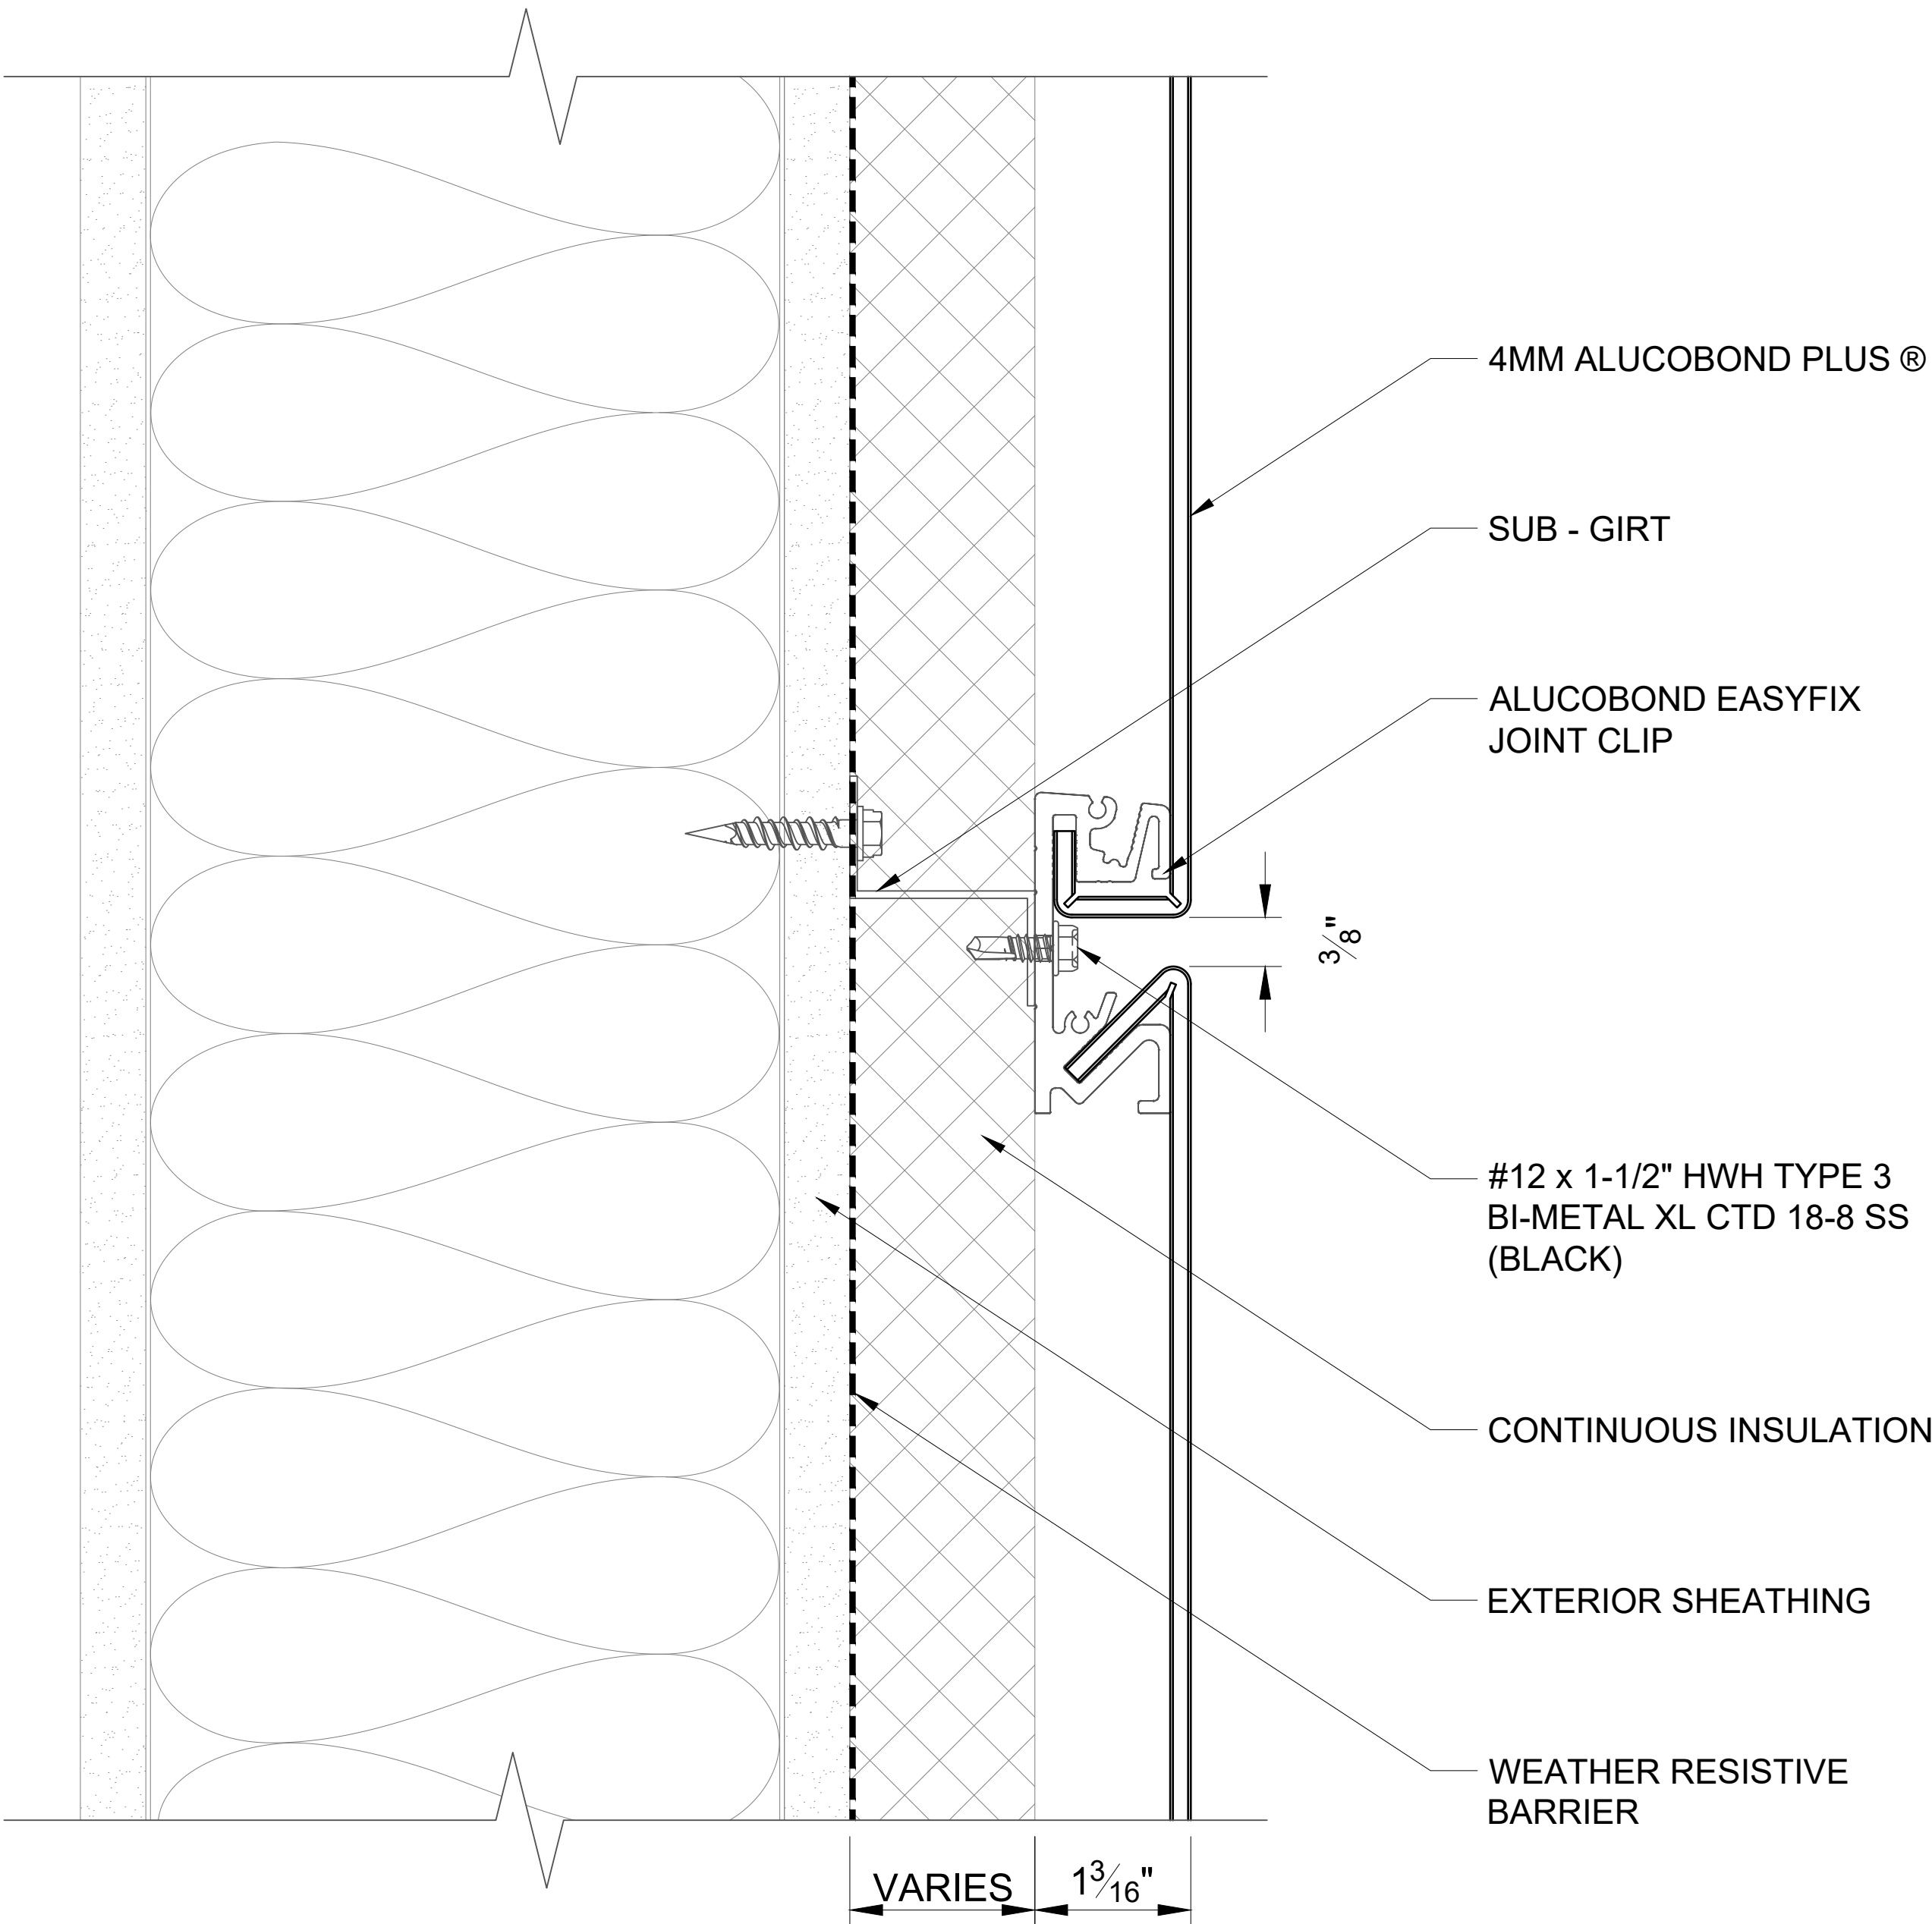 4MM ALUCOBOND PLUS ®
SUB - GIRT
ALUCOBOND EASYFIX
JOINT CLIP
3/8"
#12 x 1-1/2" HWH TYPE 3
BI-METAL XL CTD 18-8 SS
(BLACK)
CONTINUOUS INSULATION
EXTERIOR SHEATHING
WEATHER RESISTIVE
BARRIER
VARIES
1 3/16"